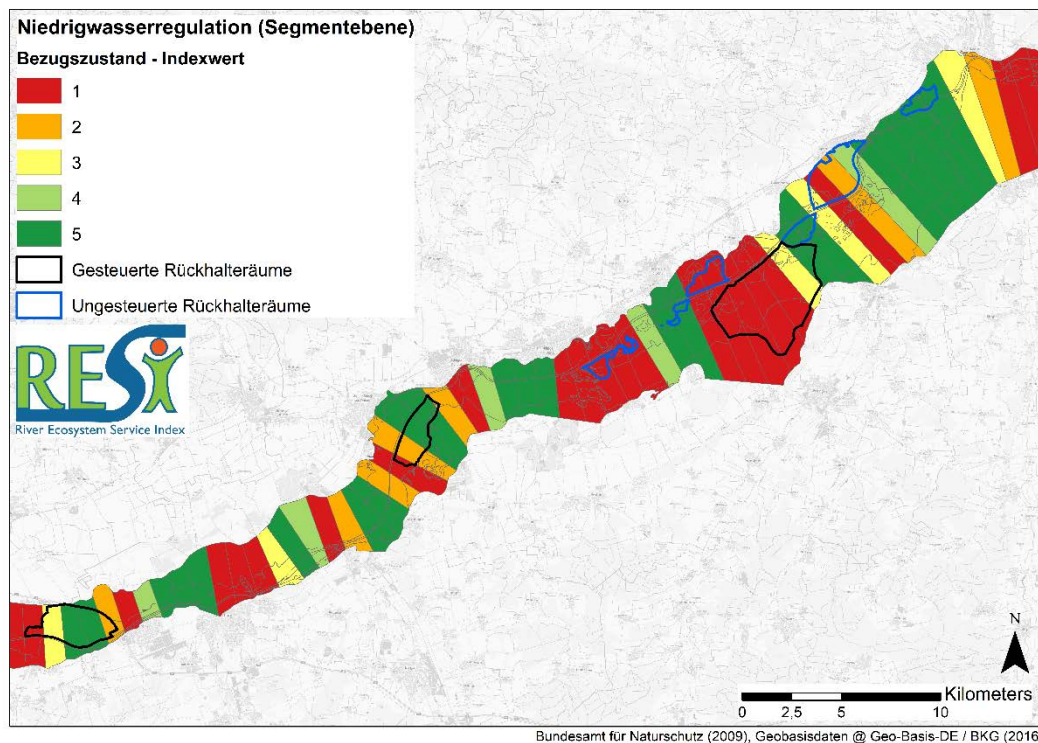 Niedrigwasserregulation (Segmentebene)
Bezugszustand - Indexwert
1
2
3
4
5
Gesteuerte Rückhalteräume
Ungesteuerte Rückhalteräume
RESI
River Ecosystem Service Index
N
Kilometers
0 2,5 5 10
Bundesamt für Naturschutz (2009), Geobasisdaten @ Geo-Basis-DE / BKG (2016